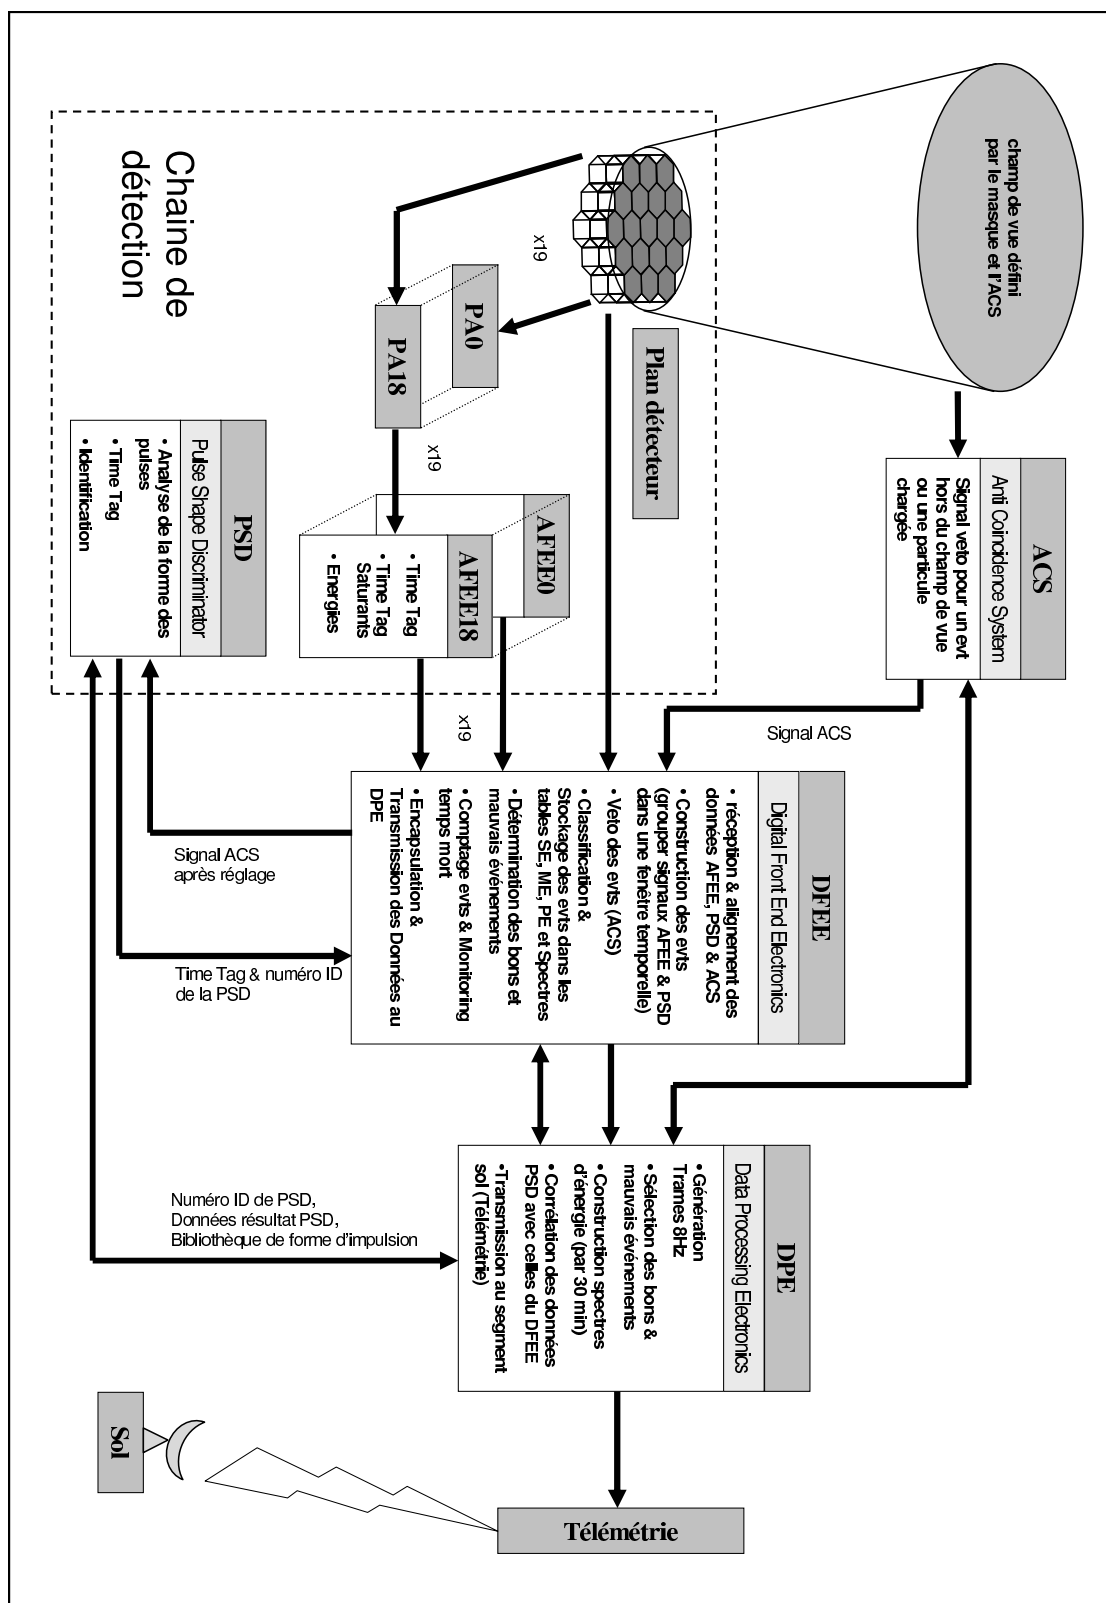 champ de vue défini
par le masque et l'ACS
ACS
Anti Coincidence System
Signal veto pour un evt
hors du champ de vue
ou une particule
chargée
Signal ACS
Plan détecteur
x19
PA0
PA18
x19
AFEE0
AFEE18
• Time Tag
• Time Tag
Saturants
• Energies
x19
Chaine de
détection
PSD
Pulse Shape Discriminator
• Analyse de la forme des
pulses
• Time Tag
• Identification
Signal ACS
après réglage
Time Tag & numéro ID
de la PSD
DFEE
Digital Front End Electronics
• réception & alignement des
données AFEE, PSD & ACS
• Construction des evts
(grouper signaux AFEE & PSD
dans une fenêtre temporelle)
• Veto des evts (ACS)
• Classification &
Stockage des evts dans les
tables SE, ME, PE et Spectres
• Détermination des bons et
mauvais événements
• Comptage evts & Monitoring
temps mort
• Encapsulation &
Transmission des Données au
DPE
Numéro ID de PSD,
Données résultat PSD,
Bibliothèque de forme d'impulsion
DPE
Data Processing Electronics
• Génération
Trames 8Hz
• Sélection des bons &
mauvais événements
• Construction spectres
d'énergie (par 30 min)
• Corrélation des données
PSD avec celles du DFEE
• Transmission au segment
sol (Télémétrie)
Télémétrie
Sol